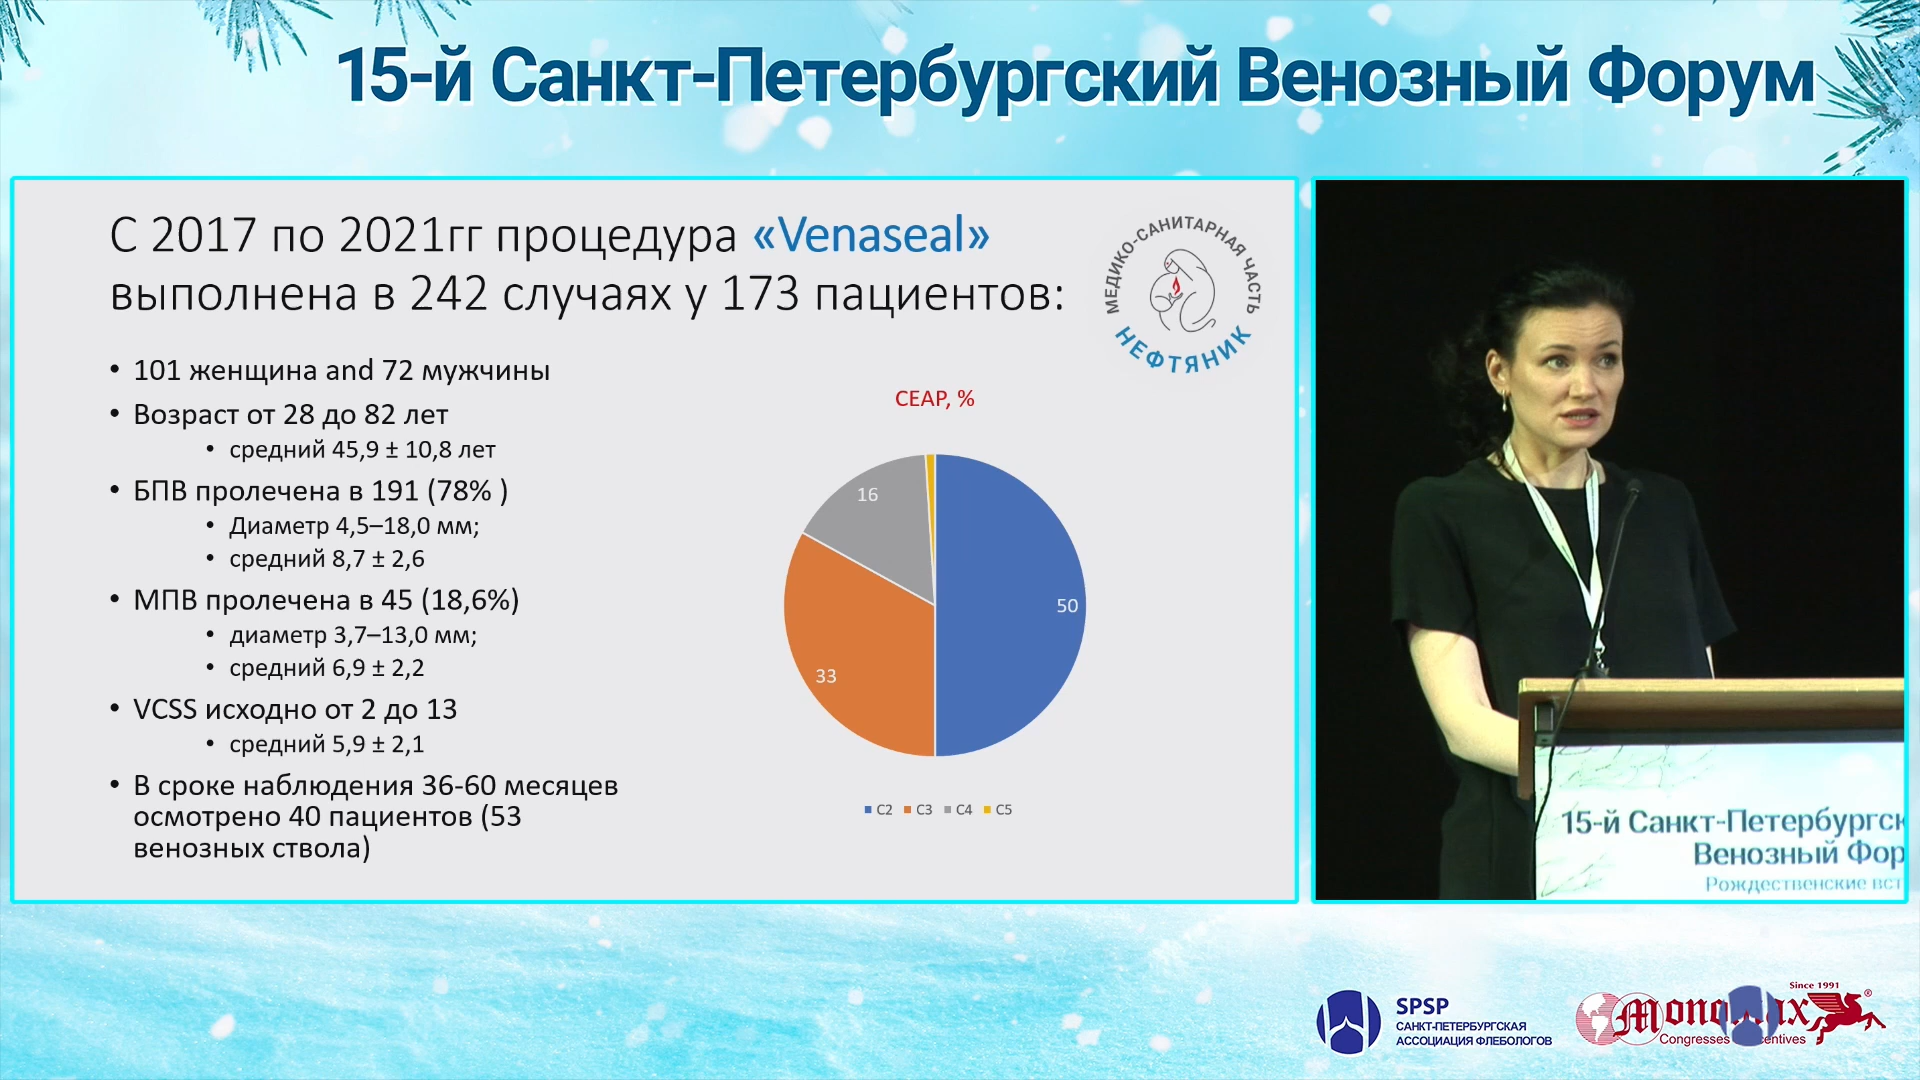 15-й Санкт-Петербургский Венозный Форум
С 2017 по 2021гг процедура «Venaseal»
выполнена в 242 случаях у 173 пациентов:
МЕДИКО-САНИТАРНАЯ ЧАСТЬ
НЕФТЯНИК
• 101 женщина and 72 мужчины
• Возраст от 28 до 82 лет
• средний 45,9 ± 10,8 лет
• БПВ пролечена в 191 (78% )
• Диаметр 4,5–18,0 мм;
• средний 8,7 ± 2,6
• МПВ пролечена в 45 (18,6%)
• диаметр 3,7–13,0 мм;
• средний 6,9 ± 2,2
• VCSS исходно от 2 до 13
• средний 5,9 ± 2,1
• В сроке наблюдения 36-60 месяцев
осмотрено 40 пациентов (53
венозных ствола)
CEAP, %
16
50
33
C2 C3 C4 C5
15-й Санкт-Петербургск
Венозный Фор
Рождественские вст
SPSP
САНКТ-ПЕТЕРБУРГСКАЯ
АССОЦИАЦИЯ ФЛЕБОЛОГОВ
Since 1991
®
Congresses